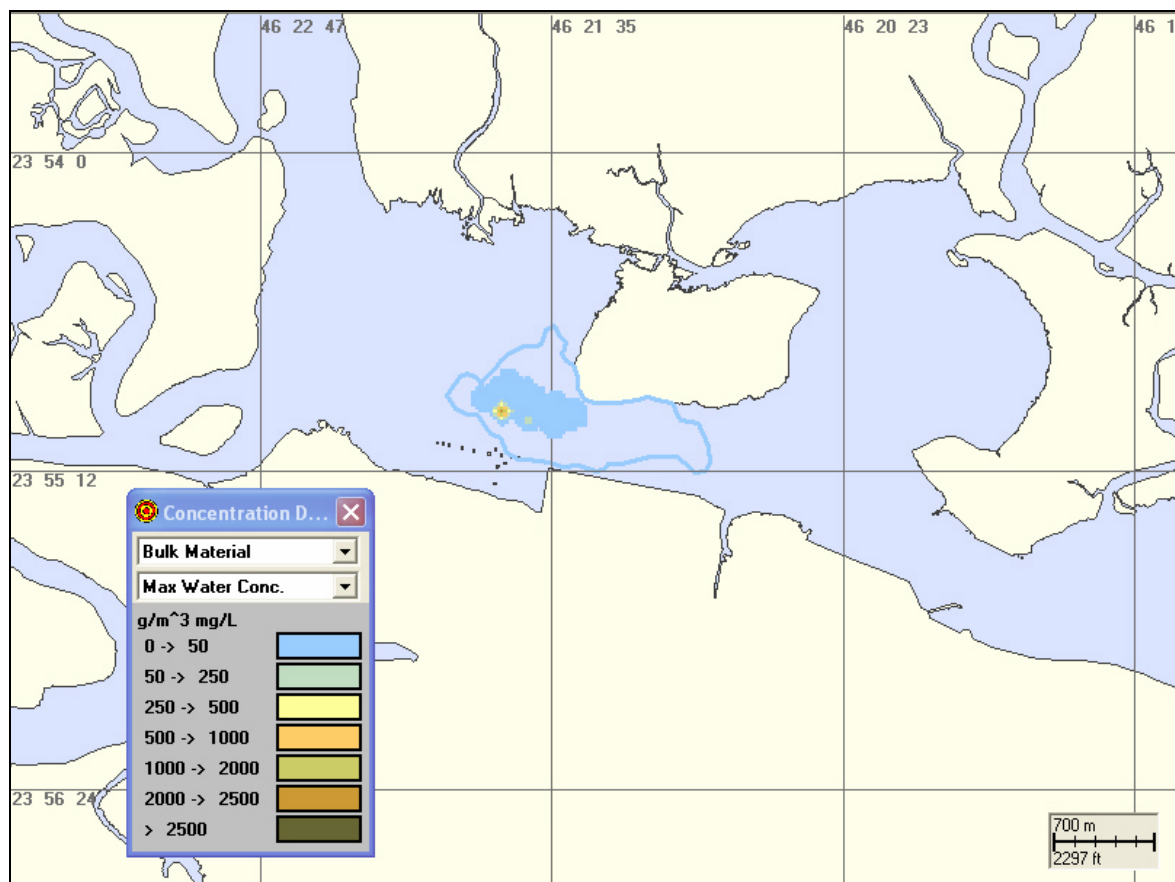 46 22 47
46 21 35
46 20 23
46 1
23 54 0
23 55 12
23 56 24
Concentration D...
Bulk Material
Max Water Conc.
g/m^3 mg/L
0 -> 50
50 -> 250
250 -> 500
500 -> 1000
1000 -> 2000
2000 -> 2500
> 2500
700 m
2297 ft